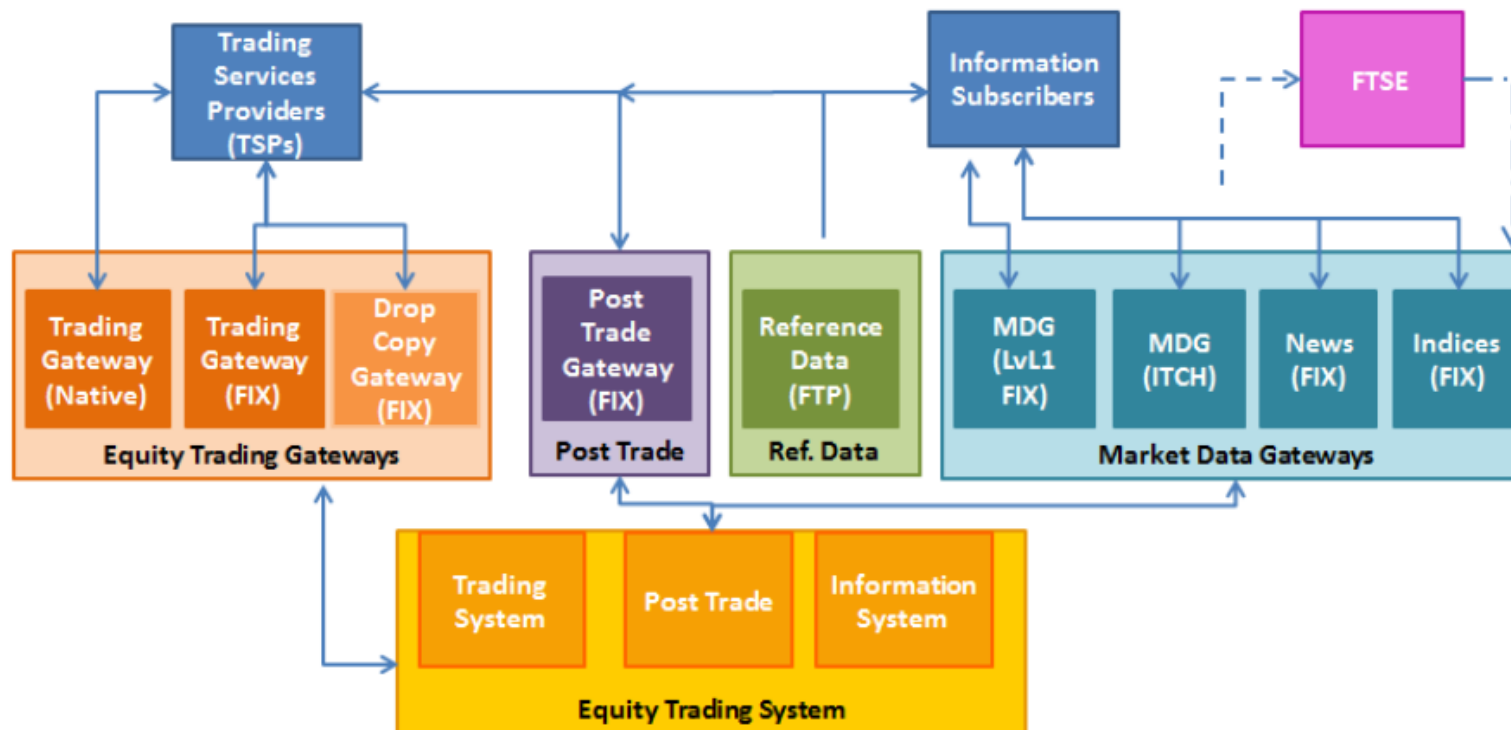 Trading
Services
Providers
(TSPs)
Information
Subscribers
FTSE
Trading
Gateway
(Native)
Trading
Gateway
(FIX)
Drop
Copy
Gateway
(FIX)
Equity Trading Gateways
Post
Trade
Gateway
(FIX)
Post Trade
Reference
Data
(FTP)
Ref. Data
MDG
(LvL1
FIX)
MDG
(ITCH)
News
(FIX)
Indices
(FIX)
Market Data Gateways
Trading
System
Post Trade
Information
System
Equity Trading System